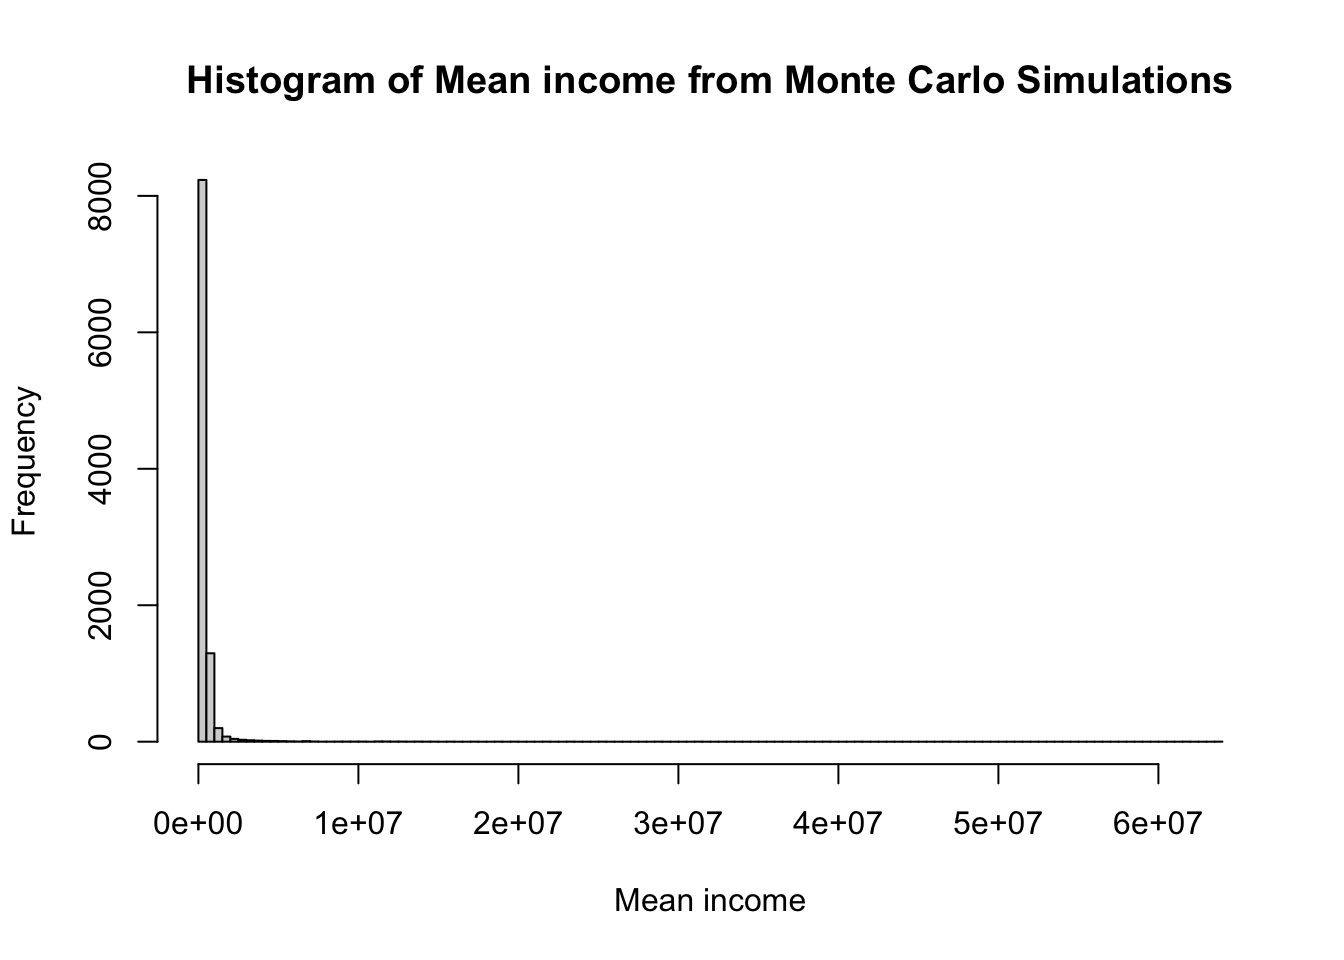 Histogram of Mean income from Monte Carlo Simulations
Frequency
8000
6000
4000
2000
0
0e+00 1e+07 2e+07 3e+07 4e+07 5e+07 6e+07
Mean income